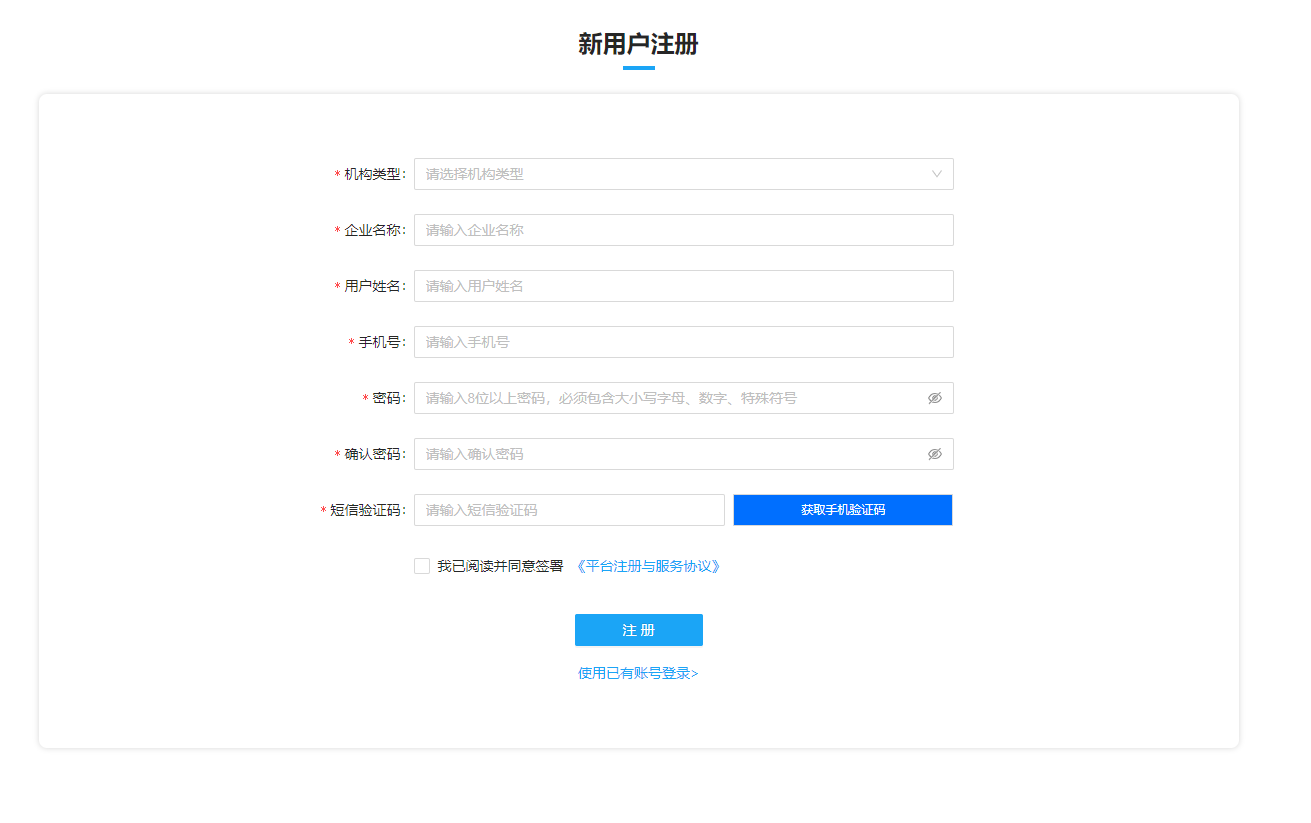 新用户注册
* 机构类型: 请选择机构类型
* 企业名称: 请输入企业名称
* 用户姓名: 请输入用户姓名
* 手机号: 请输入手机号
* 密码: 请输入8位以上密码，必须包含大小写字母、数字、特殊符号
* 确认密码: 请输入确认密码
* 短信验证码: 请输入短信验证码 获取手机验证码
我已阅读并同意签署 《平台注册与服务协议》
注 册
使用已有账号登录>